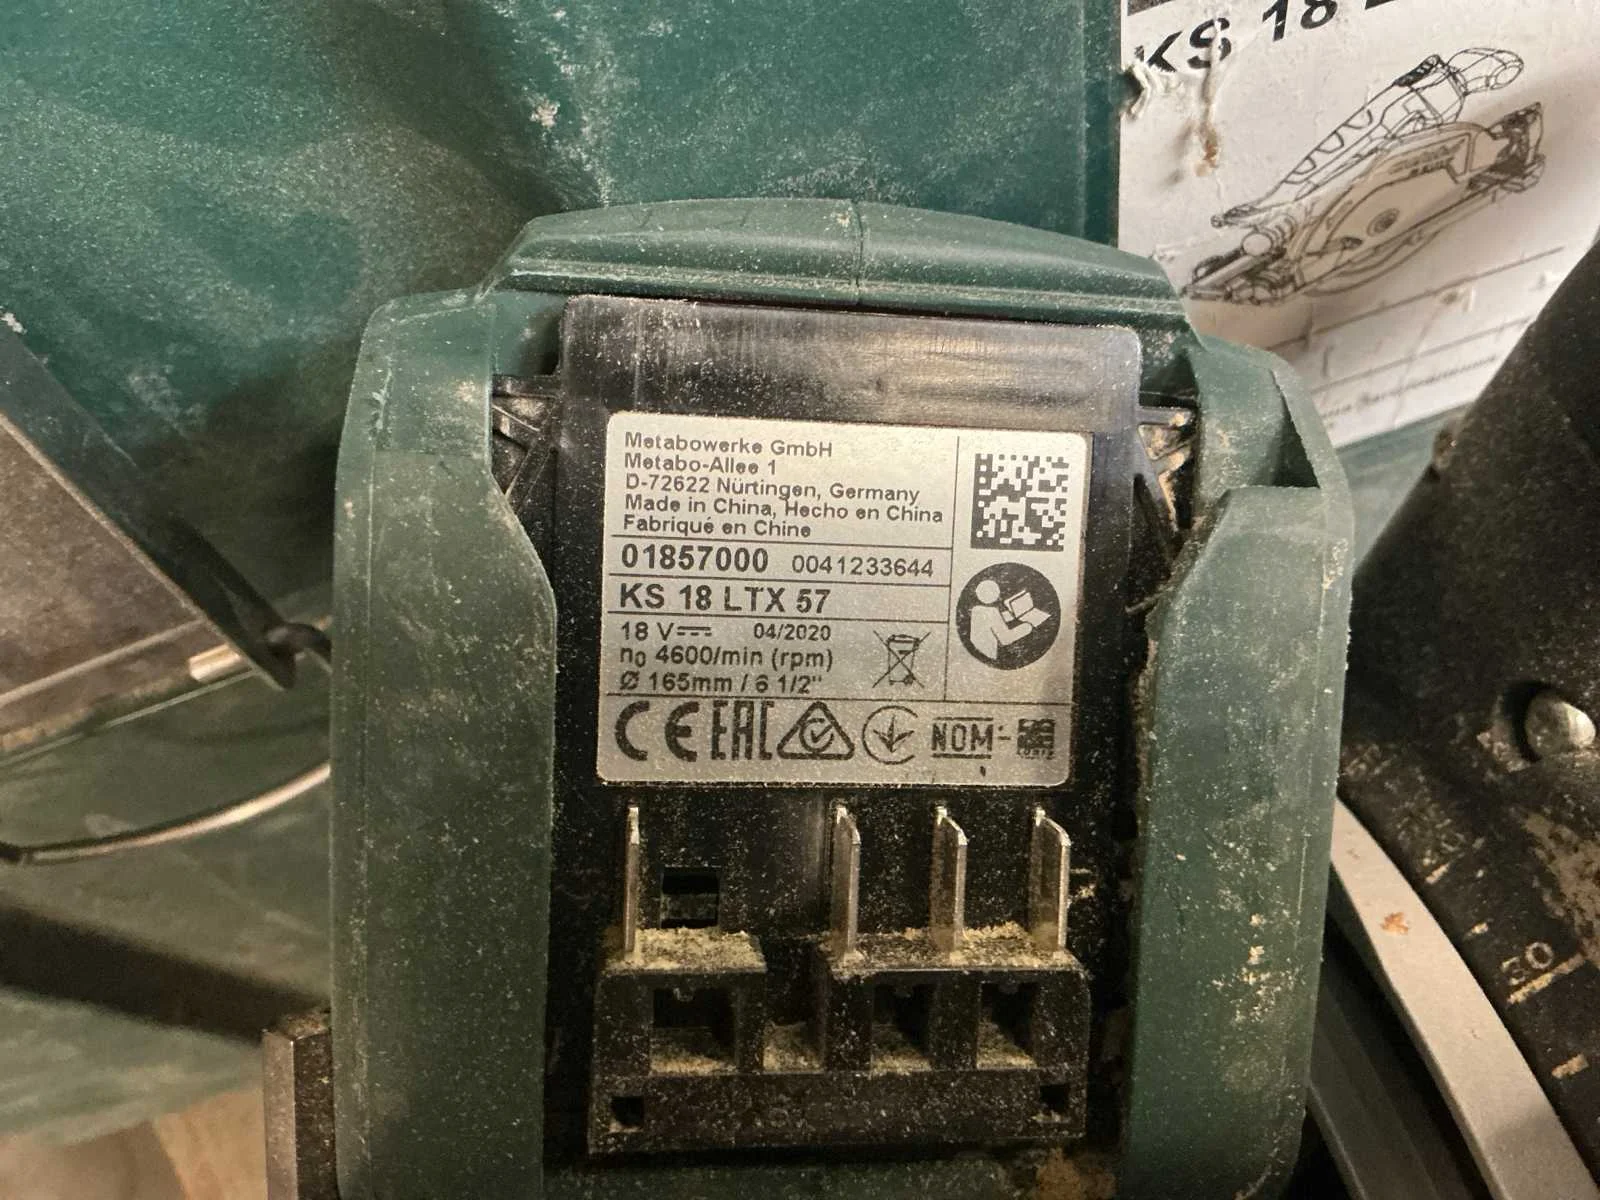 KS 18
Metabowerke GmbH
Metabo-Allee 1
D-72622 Nürtingen, Germany
Made in China, Hecho en China
Fabriqué en Chine
01857000 0041233644
KS 18 LTX 57
18 V 04/2020
n0 4600/min (rpm)
Ø 165mm / 6 1/2"
CE EAC
NOM-
30